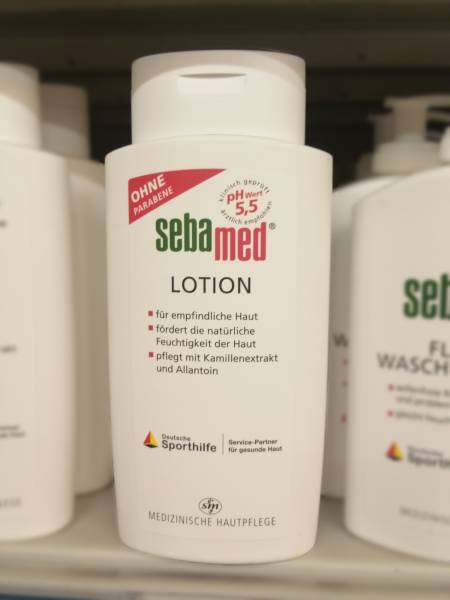 OHNE
PARABENE
klinisch geprüft
pH Wert
5,5
ärztlich empfohlen
sebamed®
LOTION
für empfindliche Haut
fördert die natürliche
Feuchtigkeit der Haut
pflegt mit Kamillenextrakt
und Allantoin
Deutsche
Sporthilfe
Service-Partner
für gesunde Haut
sm
MEDIZINISCHE HAUTPFLEGE
seb
FL
WASCH
Deutsche
Sporth
MEDIZINISC